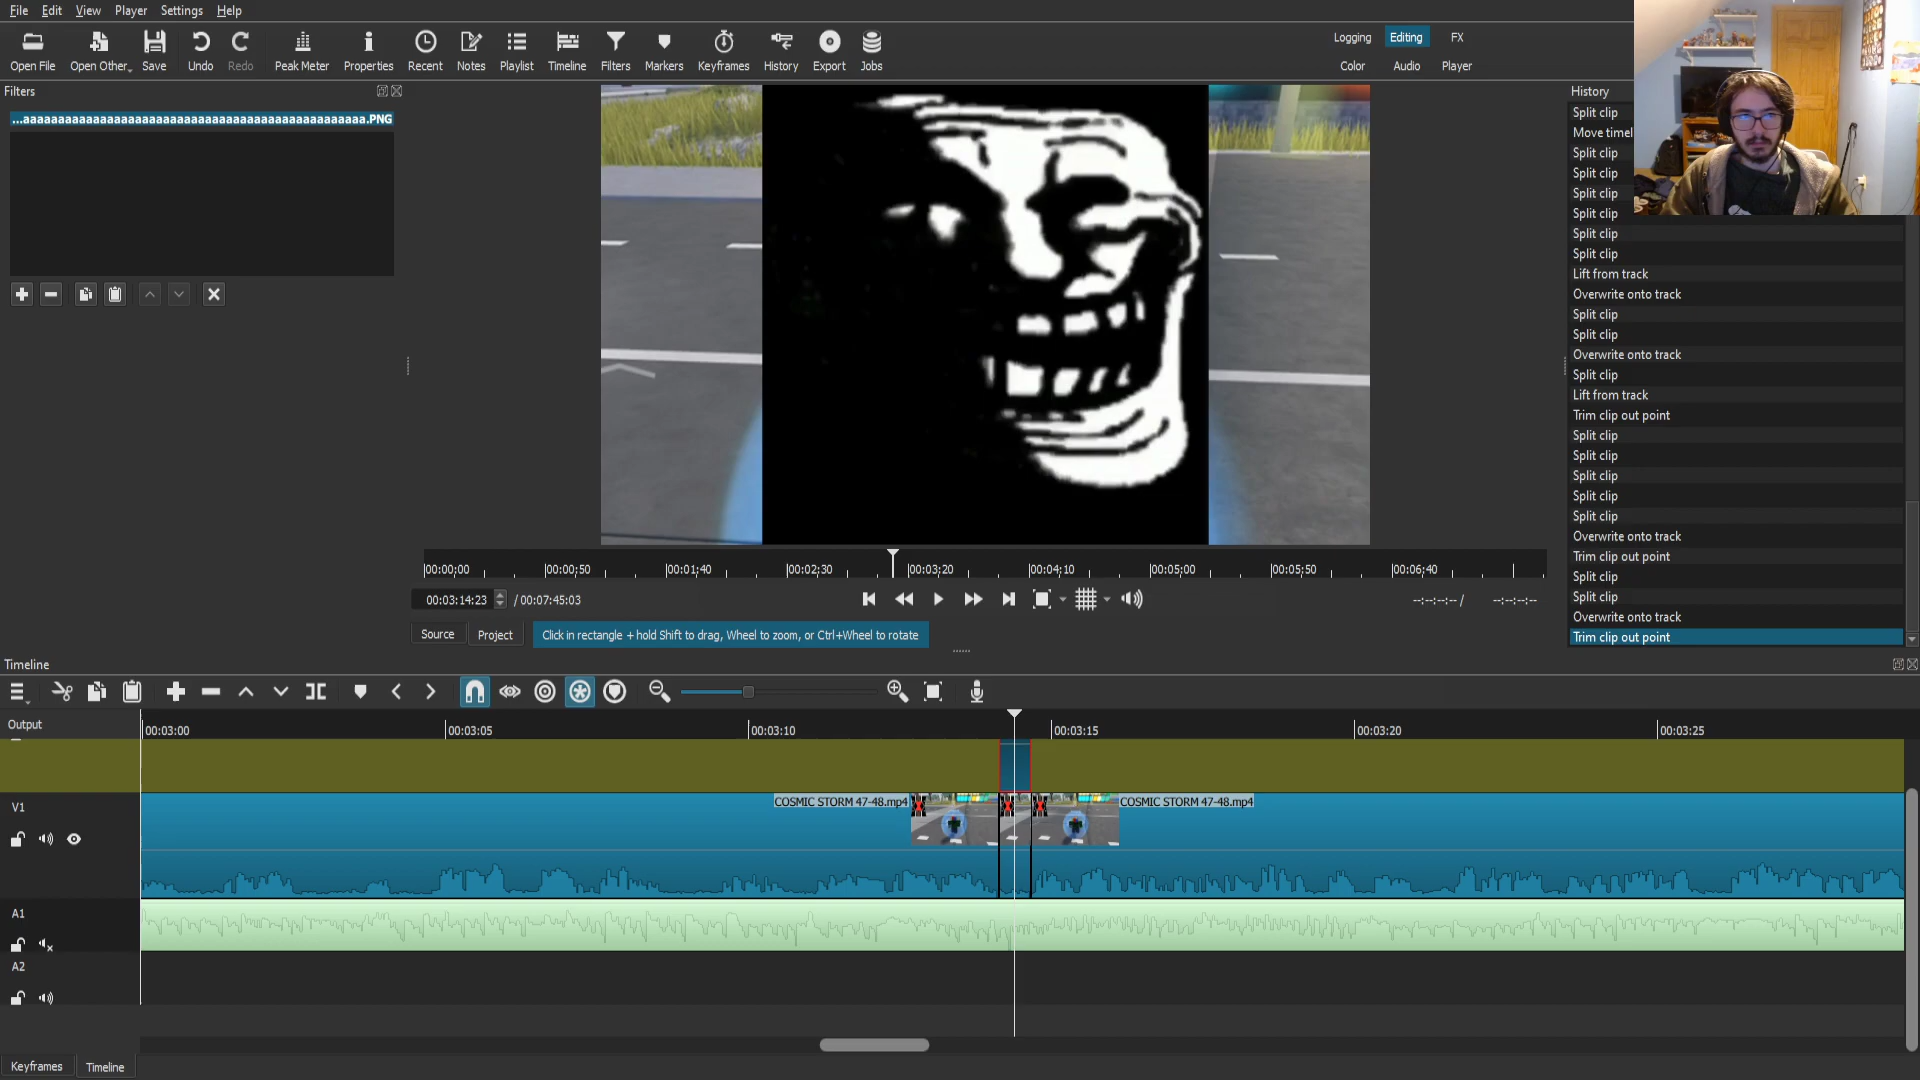 File Edit View Player Settings Help
Open File Open Other Save Undo Redo Peak Meter Properties Recent Notes Playlist Timeline Filters Markers Keyframes History Export Jobs
Logging Editing FX
Color Audio Player
Filters
...aaaaaaaaaaaaaaaaaaaaaaaaaaaaaaaaaaaaaaaaaaaaaaaaa.PNG
History
Split clip
Move timel
Split clip
Split clip
Split clip
Split clip
Split clip
Split clip
Lift from track
Overwrite onto track
Split clip
Split clip
Overwrite onto track
Split clip
Lift from track
Trim clip out point
Split clip
Split clip
Split clip
Split clip
Split clip
Overwrite onto track
Trim clip out point
Split clip
Split clip
Overwrite onto track
Trim clip out point
00:00:00 00:00:50 00:01:40 00:02:30 00:03:20 00:04:10 00:05:00 00:05:50 00:06:40
00:03:14:23 / 00:07:45:03 --:--:--:-- / --:--:--:--
Source Project Click in rectangle + hold Shift to drag, Wheel to zoom, or Ctrl+Wheel to rotate
Timeline
Output 00:03:00 00:03:05 00:03:10 00:03:15 00:03:20 00:03:25
V1 COSMIC STORM 47-48.mp4 COSMIC STORM 47-48.mp4
A1
A2
Keyframes Timeline